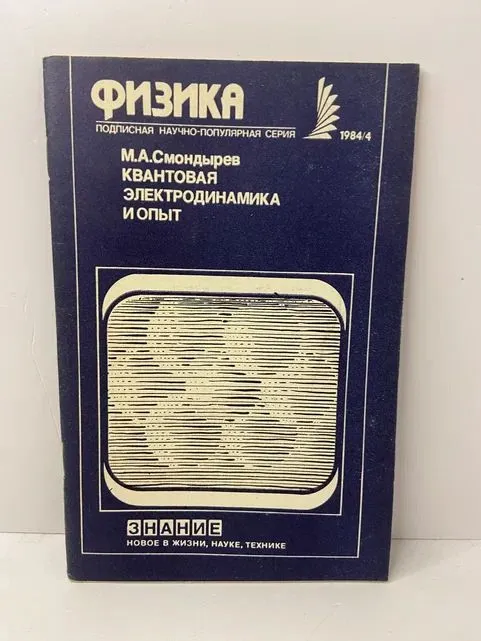 ФИЗИКА
ПОДПИСНАЯ НАУЧНО-ПОПУЛЯРНАЯ СЕРИЯ
1984/4
М.А.Смондырев
КВАНТОВАЯ
ЭЛЕКТРОДИНАМИКА
И ОПЫТ
ЗНАНИЕ
НОВОЕ В ЖИЗНИ, НАУКЕ, ТЕХНИКЕ